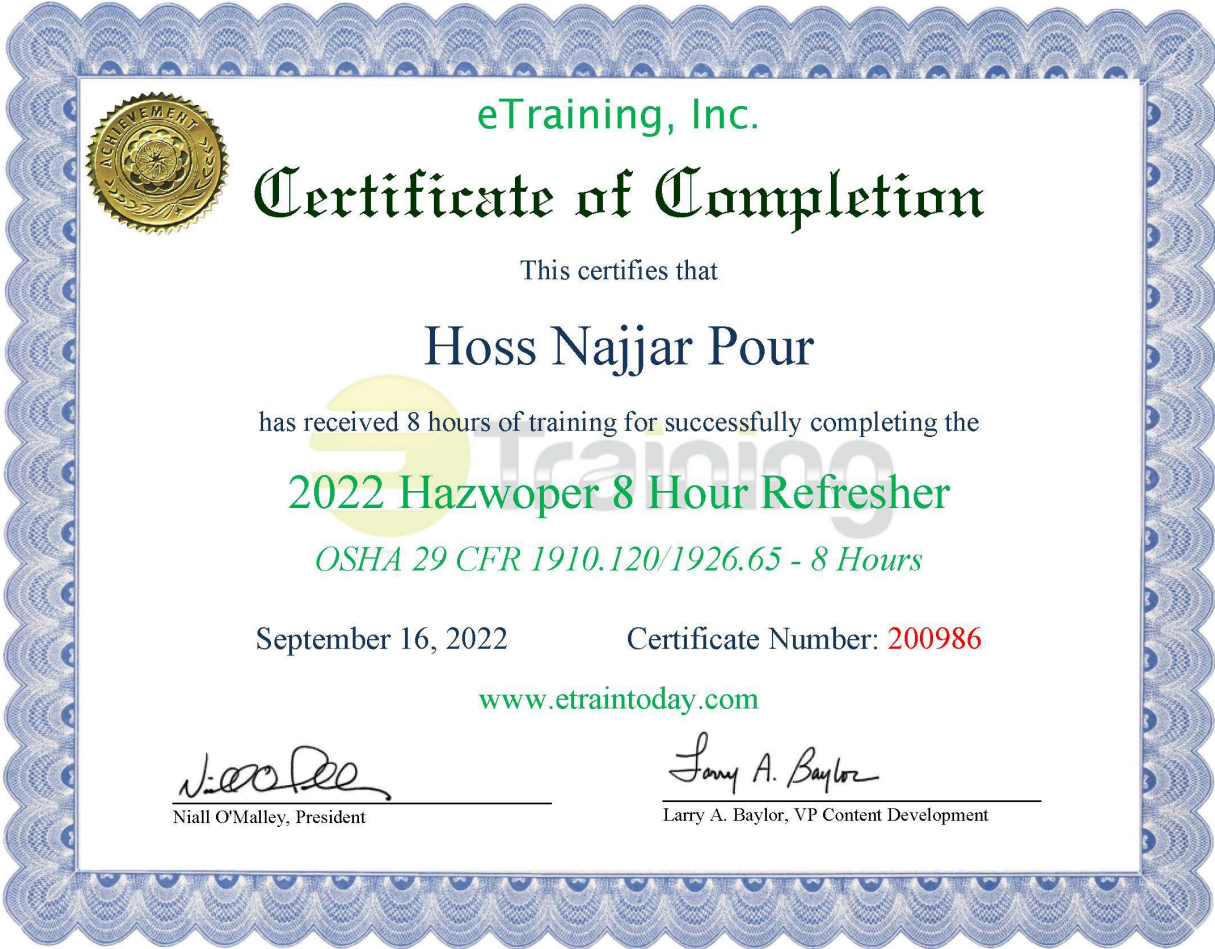 eTraining, Inc.
ACHIEVEMENT
Certificate of Completion
This certifies that
Hoss Najjar Pour
has received 8 hours of training for successfully completing the
eTraining
2022 Hazwoper 8 Hour Refresher
OSHA 29 CFR 1910.120/1926.65 - 8 Hours
September 16, 2022 Certificate Number: 200986
www.etraintoday.com
Larry A. Baylor
Niall O'Malley, President
Larry A. Baylor, VP Content Development